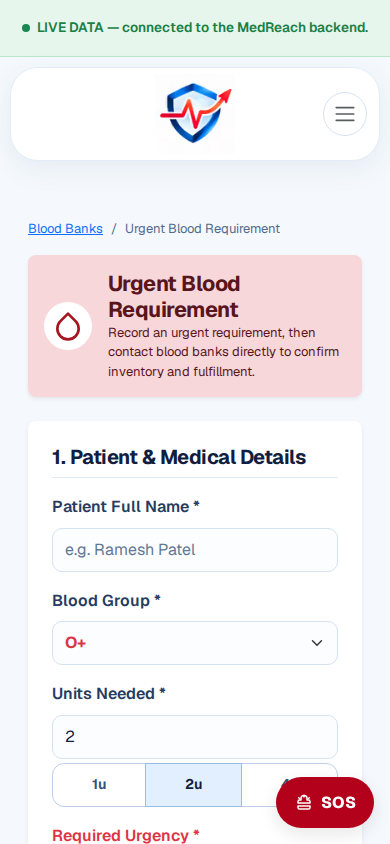 LIVE DATA — connected to the MedReach backend.
Blood Banks / Urgent Blood Requirement
Urgent Blood
Requirement
Record an urgent requirement, then
contact blood banks directly to confirm
inventory and fulfillment.
1. Patient & Medical Details
Patient Full Name *
e.g. Ramesh Patel
Blood Group *
O+
Units Needed *
2
1u 2u
SOS
Required Urgency *